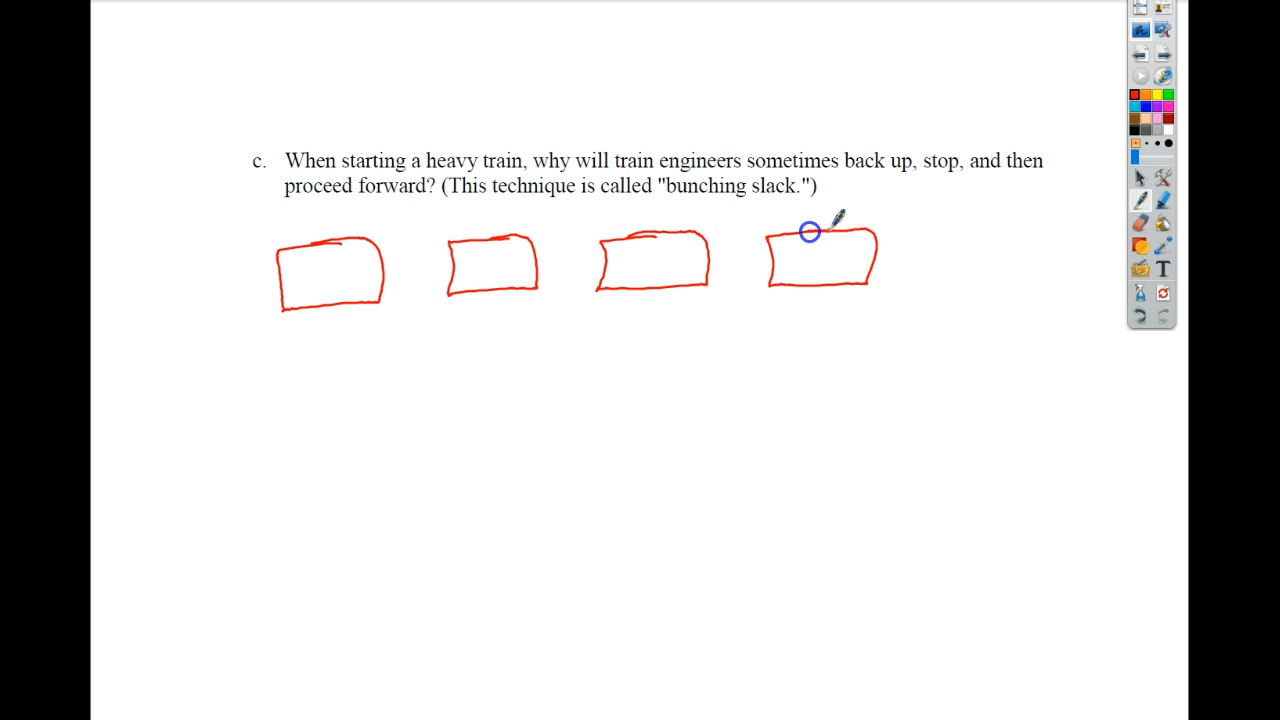 c. When starting a heavy train, why will train engineers sometimes back up, stop, and then
proceed forward? (This technique is called "bunching slack.")
T